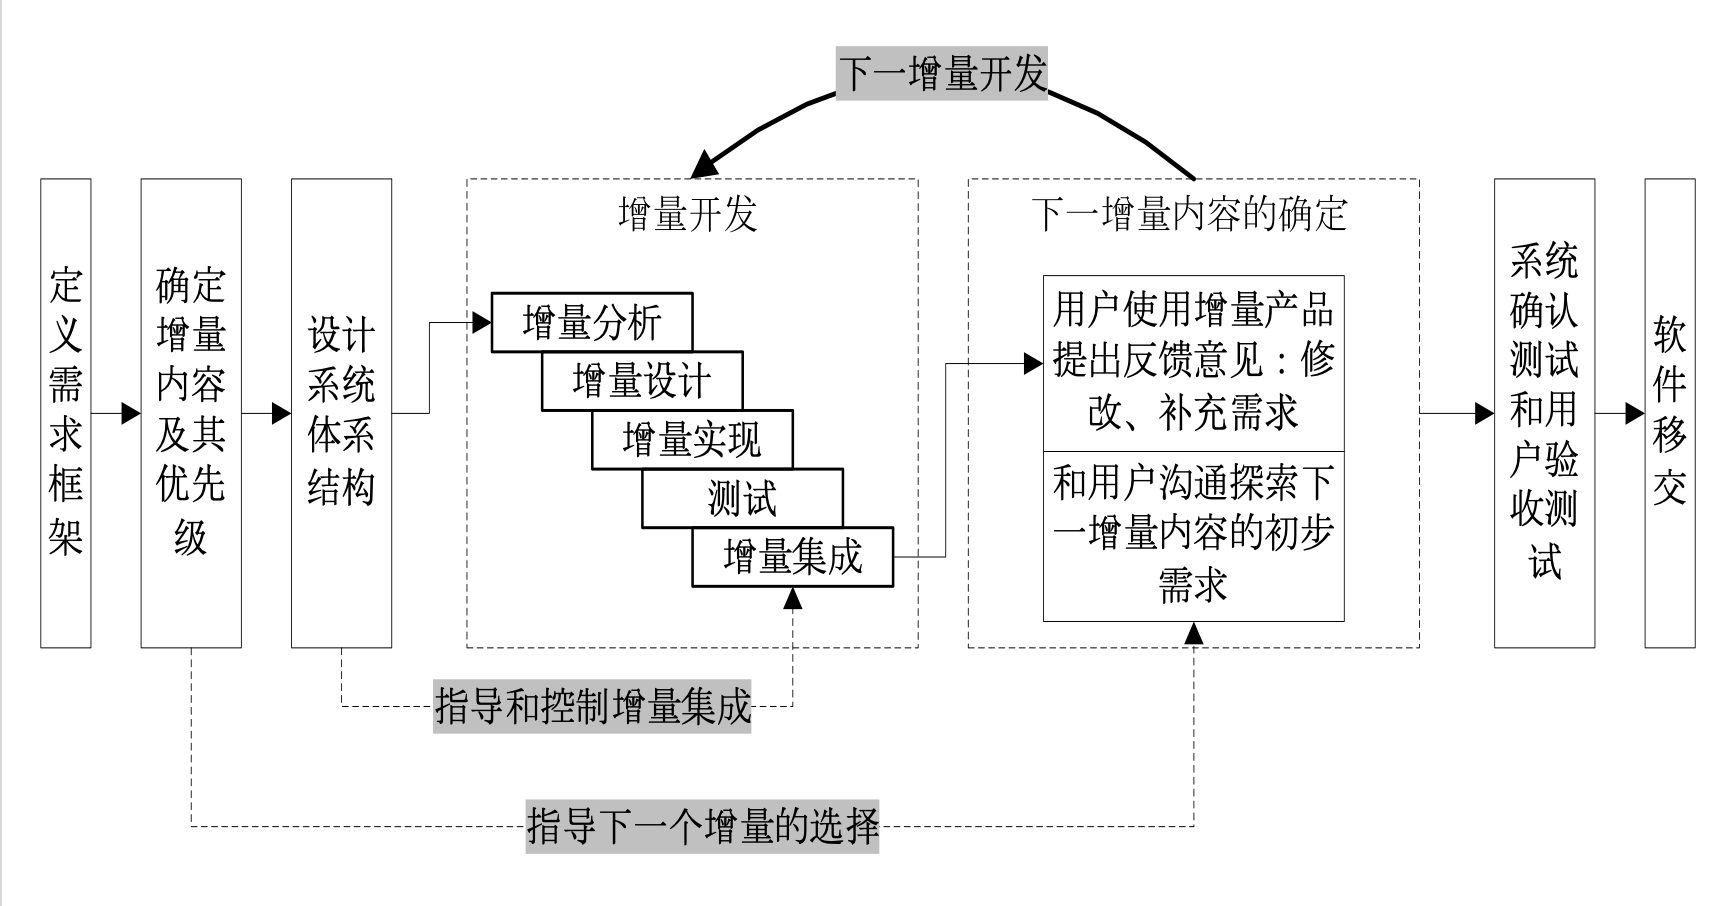 下一增量开发
定
义
需
求
框
架
确定
增量
内容
及其
优先
级
设计
系统
体系
结构
增量开发
增量分析
增量设计
增量实现
测试
增量集成
下一增量内容的确定
用户使用增量产品
提出反馈意见：修
改、补充需求
和用户沟通探索下
一增量内容的初步
需求
系统
确认
测试
和用
户验
收测
试
软
件
移
交
指导和控制增量集成
指导下一个增量的选择